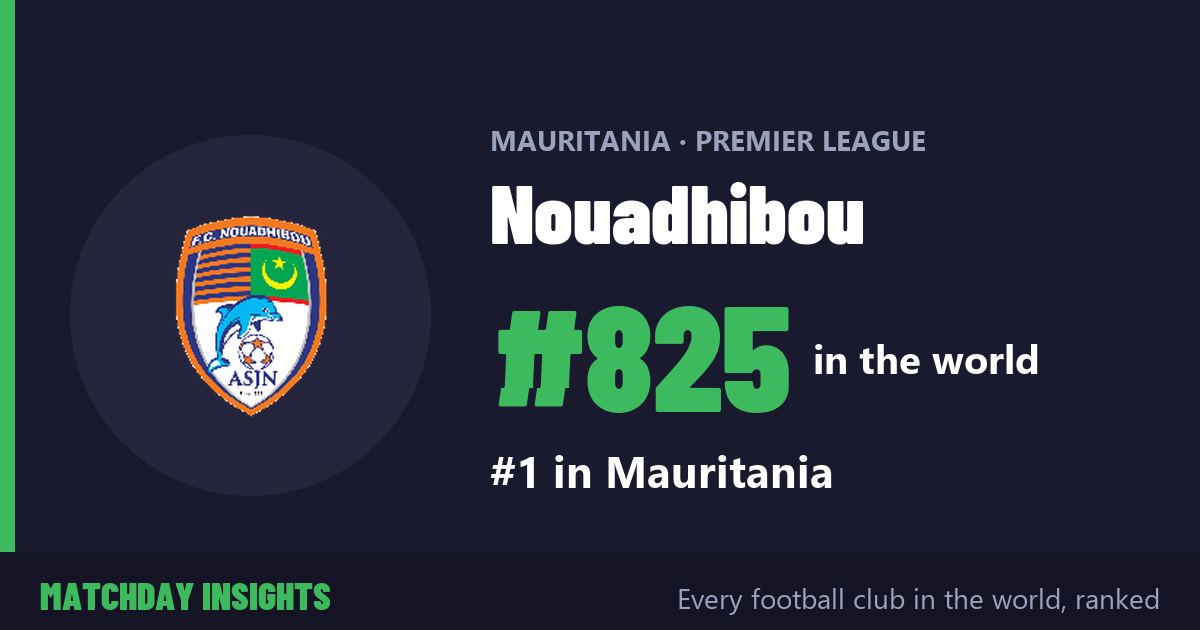 MAURITANIA · PREMIER LEAGUE
Nouadhibou
F.C. NOUADHIBOU
#825 in the world
ASJN
#1 in Mauritania
MATCHDAY INSIGHTS
Every football club in the world, ranked